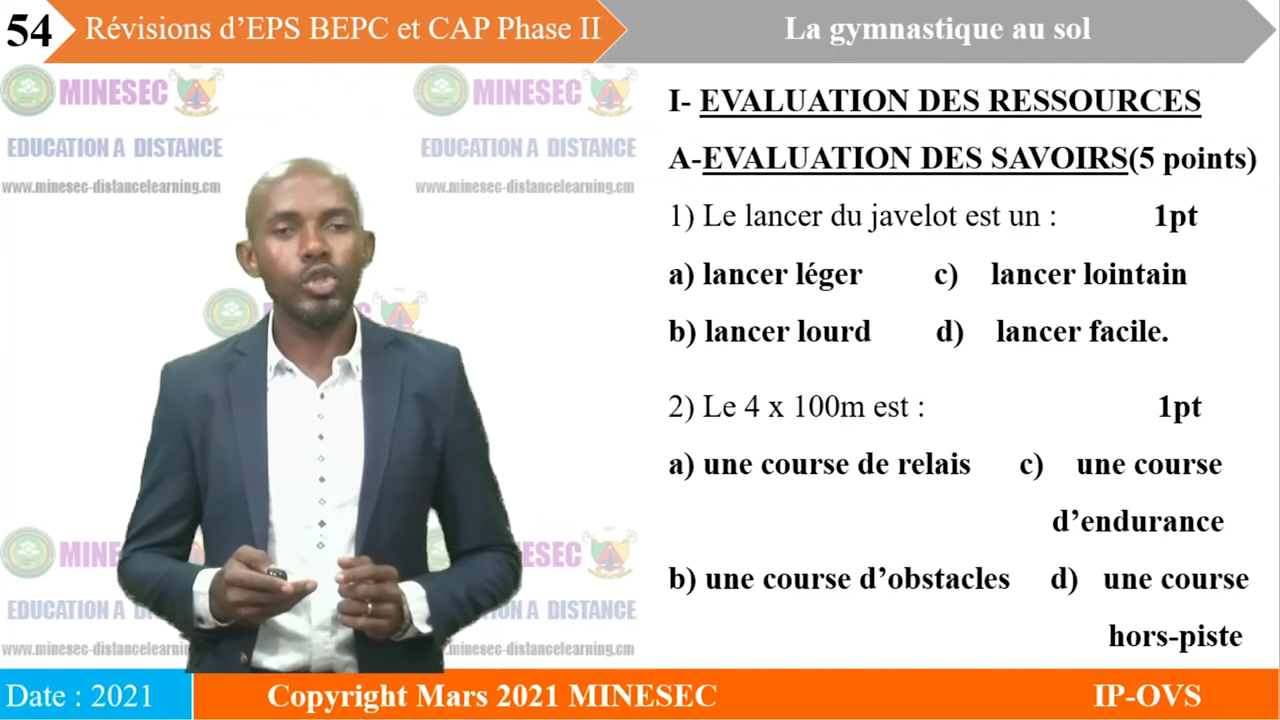 54 Révisions d’EPS BEPC et CAP Phase II La gymnastique au sol
MINESEC MINESEC
EDUCATION A DISTANCE EDUCATION A DISTANCE
www.minesec-distancelearning.cm www.minesec-distancelearning.cm
I- EVALUATION DES RESSOURCES
A-EVALUATION DES SAVOIRS(5 points)
1) Le lancer du javelot est un : 1pt
a) lancer léger c) lancer lointain
b) lancer lourd d) lancer facile.
2) Le 4 x 100m est : 1pt
a) une course de relais c) une course
d’endurance
b) une course d’obstacles d) une course
hors-piste
Date : 2021 Copyright Mars 2021 MINESEC IP-OVS